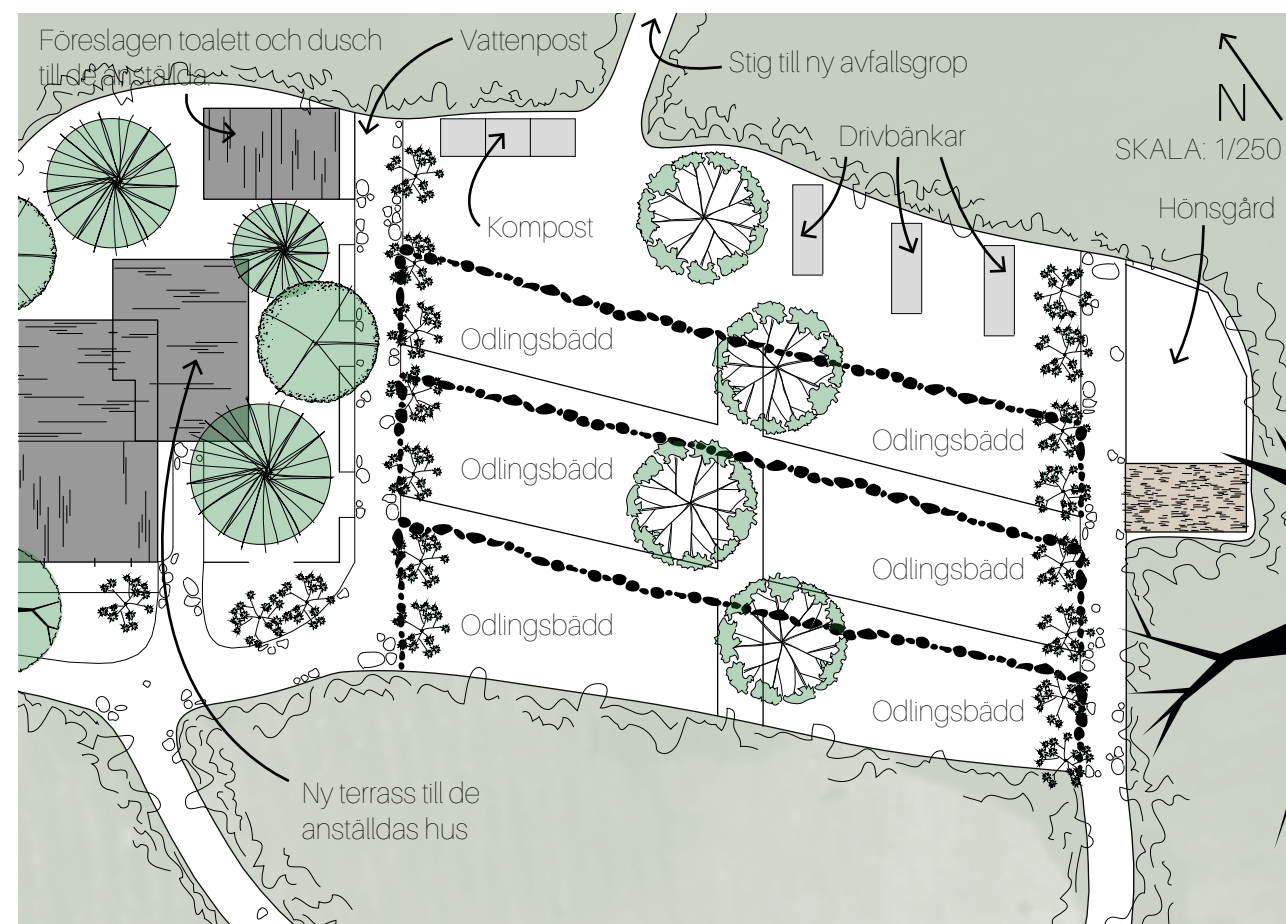 Föreslagen toalett och dusch
till de anställda
Vattenpost
Stig till ny avfallsgrop
N
SKALA: 1/250
Drivbänkar
Hönsgård
Kompost
Odlingsbädd
Odlingsbädd
Odlingsbädd
Odlingsbädd
Odlingsbädd
Odlingsbädd
Ny terrass till de
anställdas hus